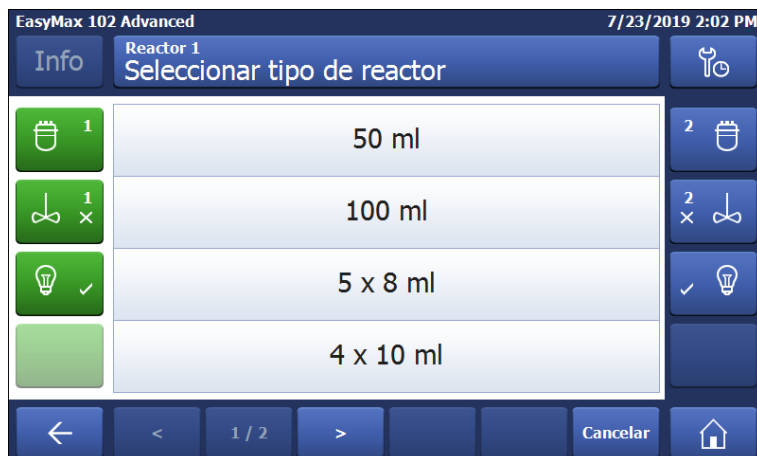 EasyMax 102 Advanced
7/23/2019 2:02 PM
Info
Reactor 1
Seleccionar tipo de reactor
1
50 ml
2
1
100 ml
2
5 x 8 ml
4 x 10 ml
<
1 / 2
>
Cancelar